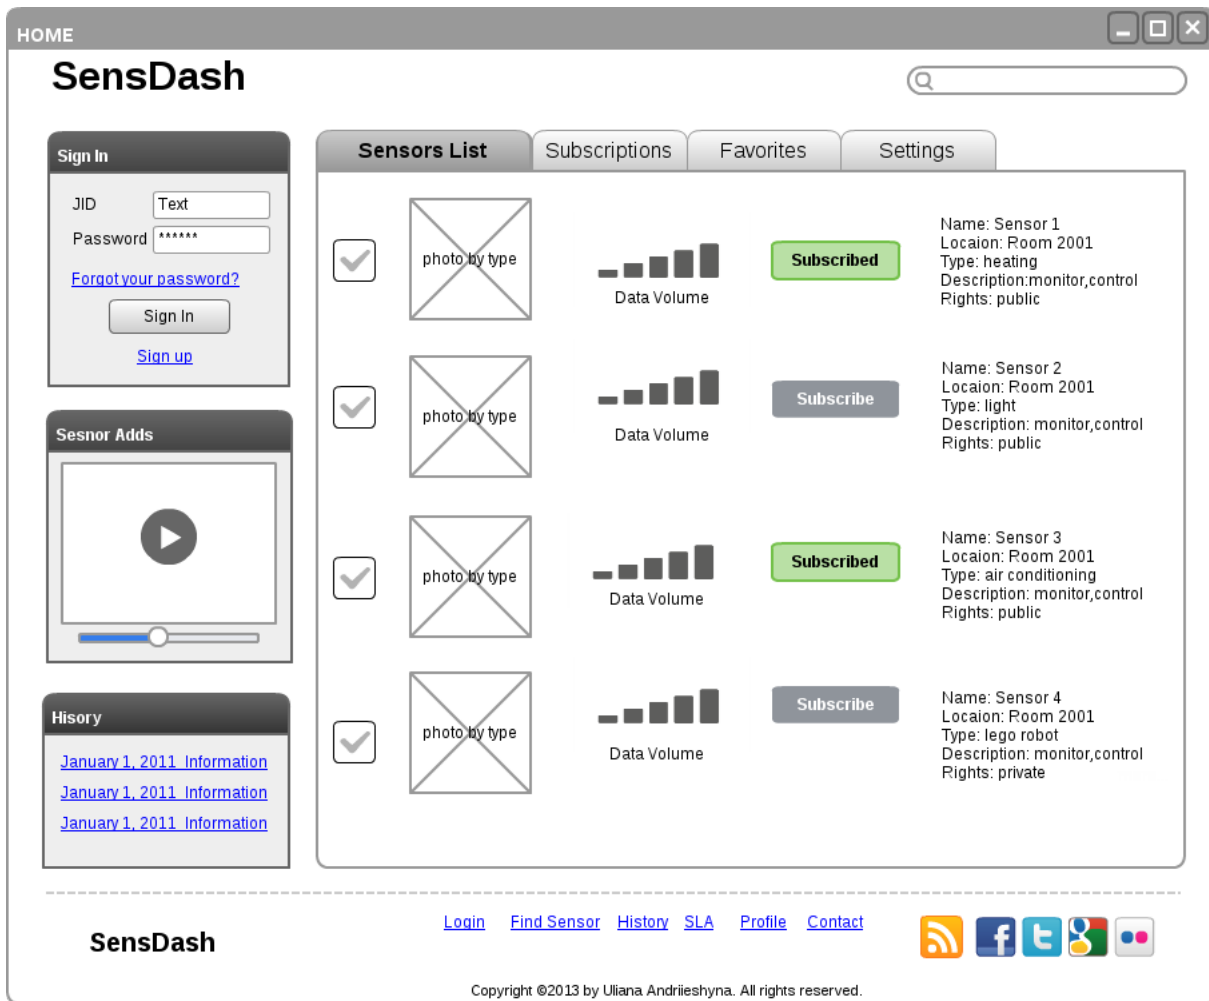 HOME
SensDash
Sign In
JID Text
Password ******
Forgot your password?
Sign In
Sign up
Sesnor Adds
Hisory
January 1, 2011 Information
January 1, 2011 Information
January 1, 2011 Information
Sensors List Subscriptions Favorites Settings
photo by type
Data Volume
Subscribed
Name: Sensor 1
Locaion: Room 2001
Type: heating
Description:monitor,control
Rights: public
photo by type
Data Volume
Subscribe
Name: Sensor 2
Locaion: Room 2001
Type: light
Description: monitor,control
Rights: public
photo by type
Data Volume
Subscribed
Name: Sensor 3
Locaion: Room 2001
Type: air conditioning
Description: monitor,control
Rights: public
photo by type
Data Volume
Subscribe
Name: Sensor 4
Locaion: Room 2001
Type: lego robot
Description: monitor,control
Rights: private
SensDash
Login Find Sensor History SLA Profile Contact
Copyright ©2013 by Uliana Andriieshyna. All rights reserved.